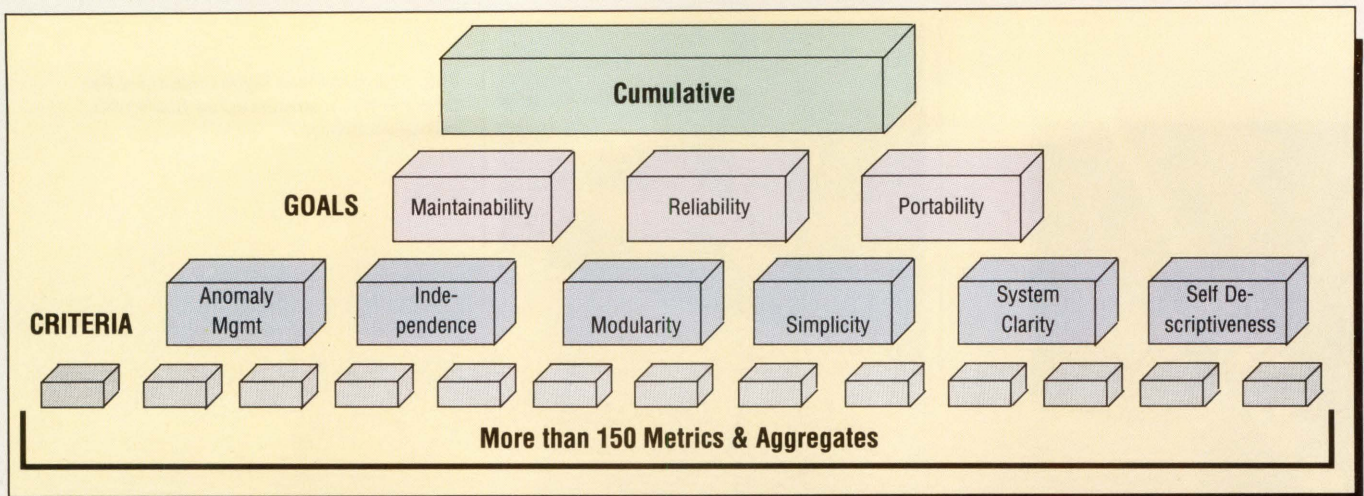 Cumulative
GOALS
Maintainability
Reliability
Portability
CRITERIA
Anomaly
Mgmt
Inde-
pendence
Modularity
Simplicity
System
Clarity
Self De-
scriptiveness
More than 150 Metrics & Aggregates